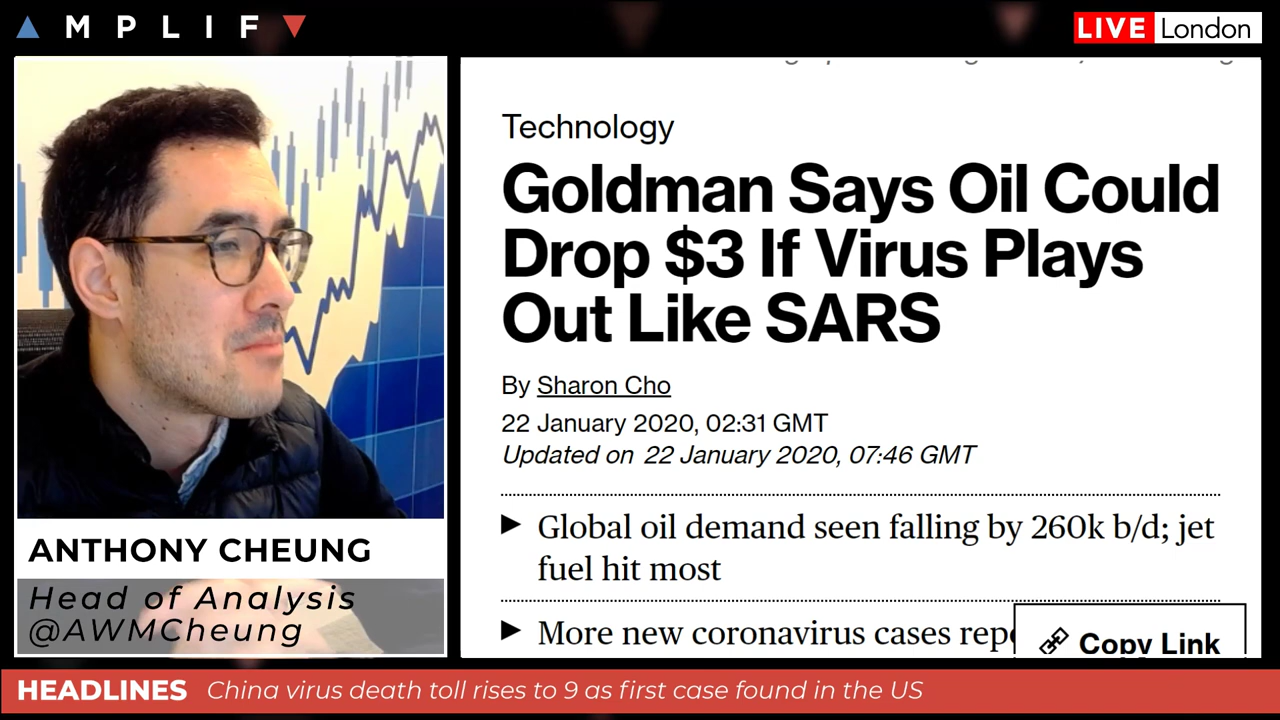 AMPLIFY
LIVE London
Technology
Goldman Says Oil Could
Drop $3 If Virus Plays
Out Like SARS
By Sharon Cho
22 January 2020, 02:31 GMT
Updated on 22 January 2020, 07:46 GMT
Global oil demand seen falling by 260k b/d; jet
fuel hit most
More new coronavirus cases
Copy Link
ANTHONY CHEUNG
Head of Analysis
@AWMCheung
HEADLINES China virus death toll rises to 9 as first case found in the US